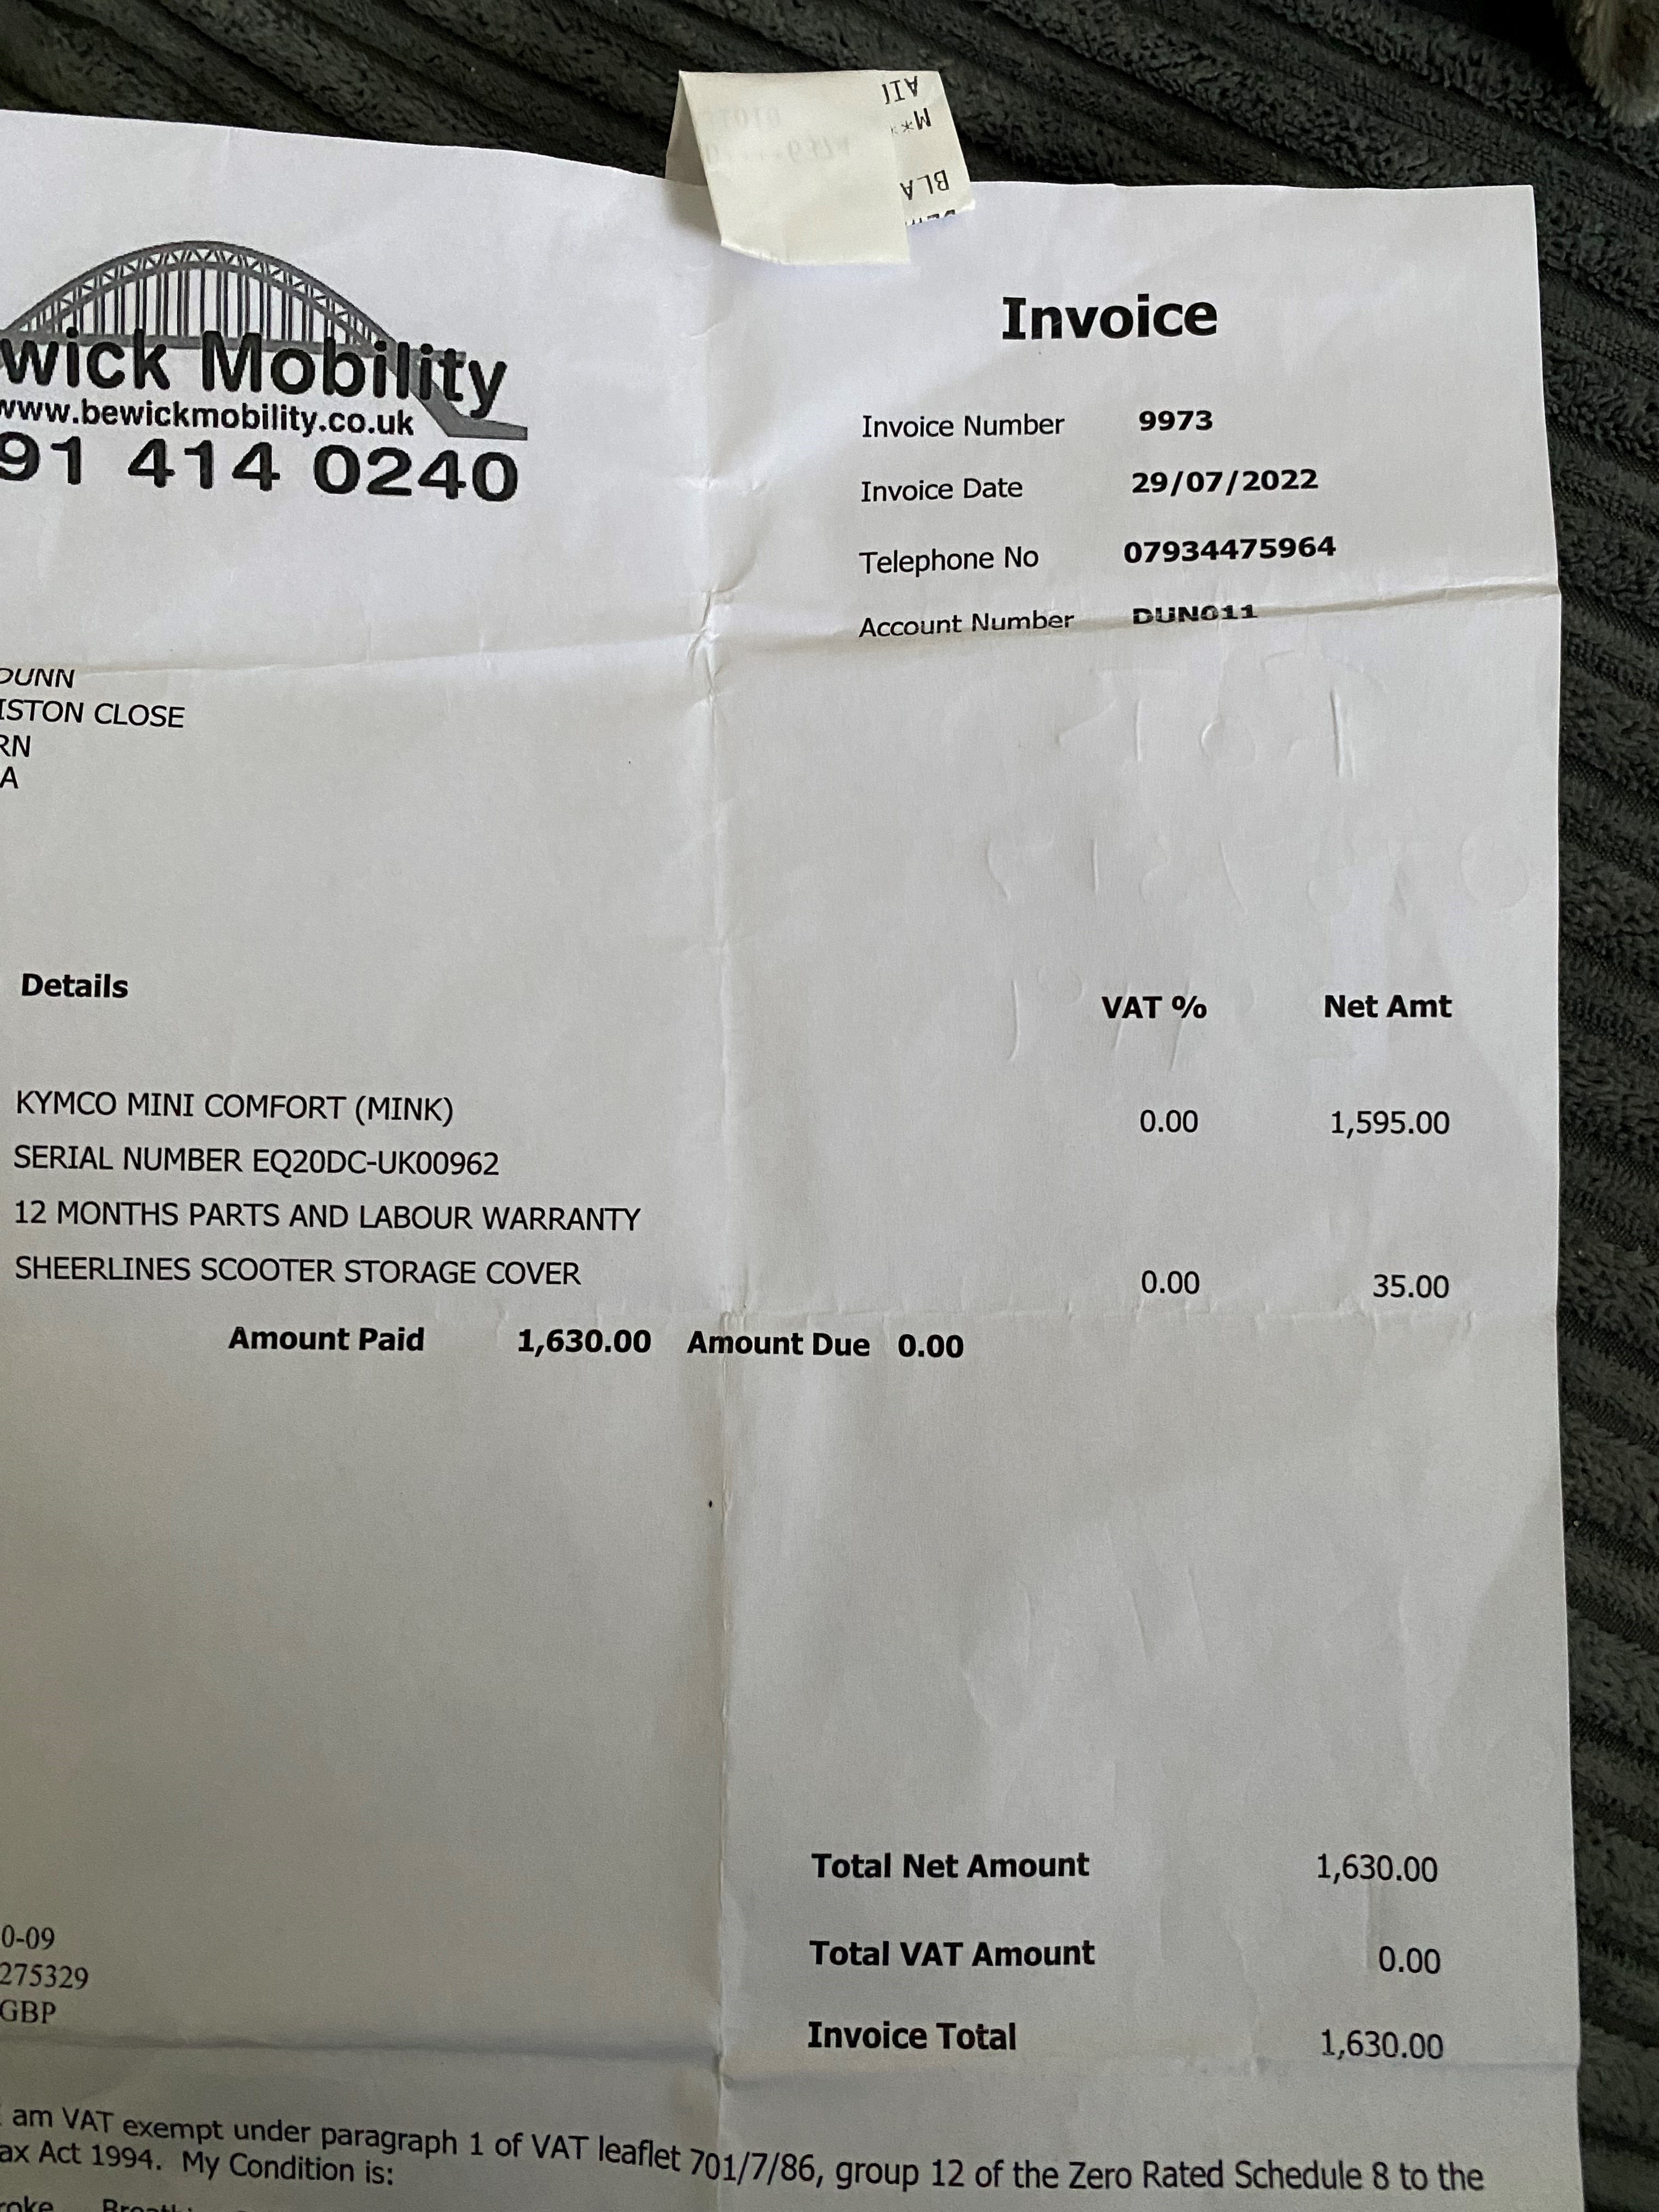 AII
M**
BLA
wick Mobility
www.bewickmobility.co.uk
91 414 0240
Invoice
Invoice Number 9973
Invoice Date 29/07/2022
Telephone No 07934475964
Account Number DUN011
DUNN
ISTON CLOSE
RN
A
Details VAT % Net Amt
KYMCO MINI COMFORT (MINK) 0.00 1,595.00
SERIAL NUMBER EQ20DC-UK00962
12 MONTHS PARTS AND LABOUR WARRANTY
SHEERLINES SCOOTER STORAGE COVER 0.00 35.00
Amount Paid 1,630.00 Amount Due 0.00
Total Net Amount 1,630.00
0-09
Total VAT Amount 0.00
275329
GBP
Invoice Total 1,630.00
am VAT exempt under paragraph 1 of VAT leaflet 701/7/86, group 12 of the Zero Rated Schedule 8 to the
ax Act 1994. My Condition is: